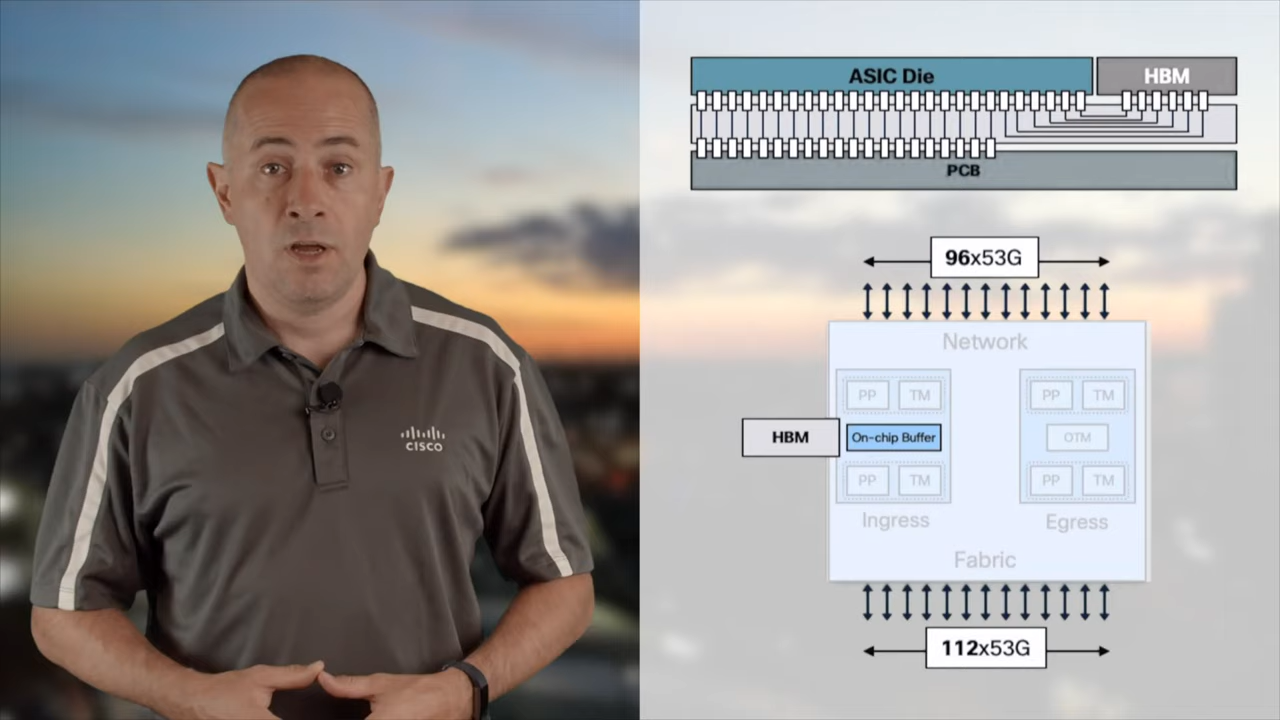 CISCO
ASIC Die
HBM
PCB
96x53G
Network
PP TM
PP TM
HBM
On-chip Buffer
OTM
PP TM
PP TM
Ingress
Egress
Fabric
112x53G